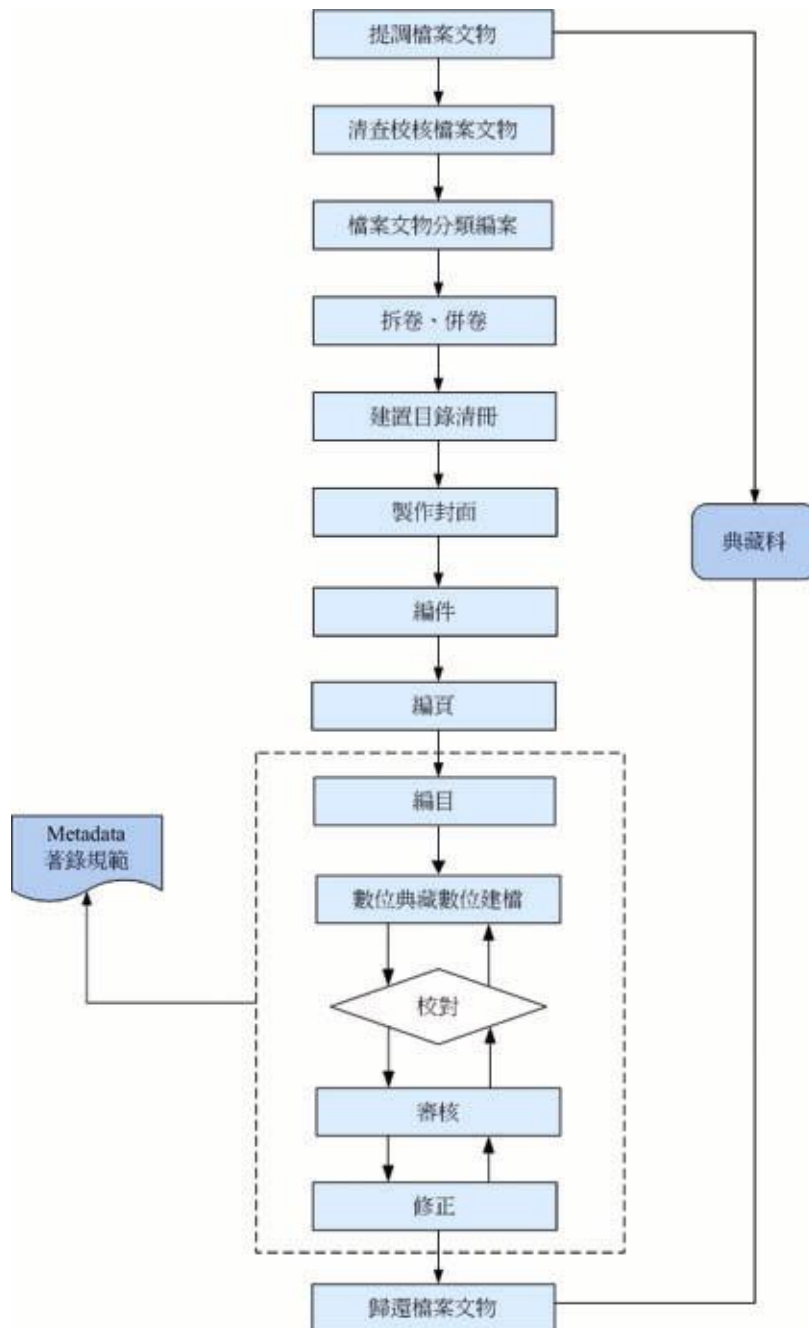 提調檔案文物
清查校核檔案文物
檔案文物分類編案
拆卷、併卷
建置目錄清冊
製作封面
典藏科
編件
編頁
編目
Metadata
著錄規範
數位典藏數位建檔
校對
審核
修正
歸還檔案文物